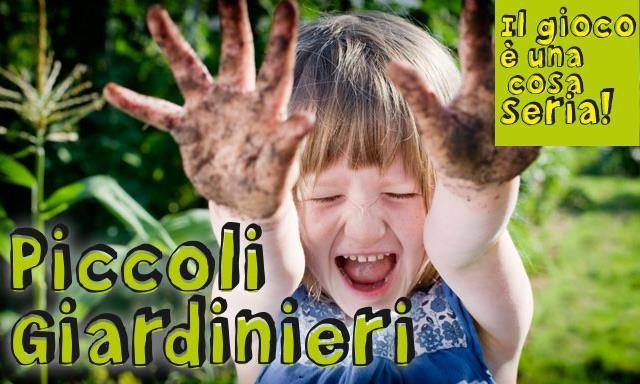 Il gioco
è una
cosa
seria!
Piccoli
Giardinieri